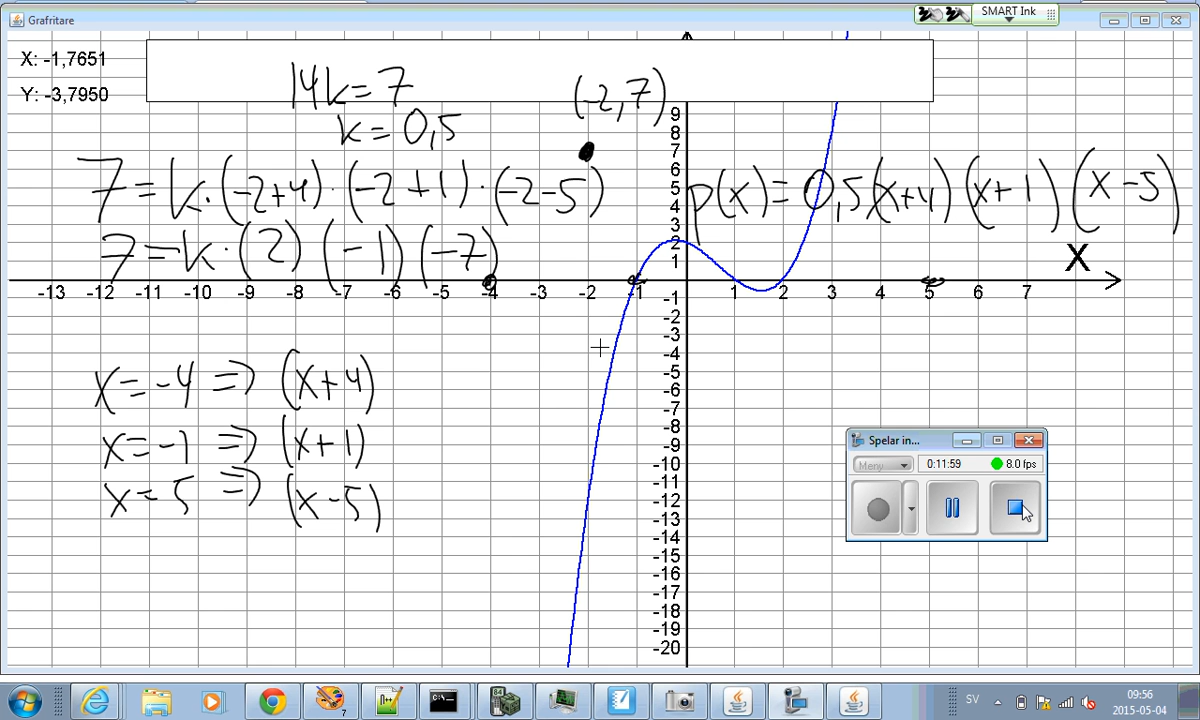 Grafritare
SMART Ink
X: -1,7651
Y: -3,7950
14k=7
k=0,5
(-2,7)
7=k·(-2+4)·(-2+1)·(-2-5)
7=k·(2)(-1)(-7)
p(x)=0,5(x+4)(x+1)(x-5)
X
9
8
7
6
5
4
3
2
1
-13 -12 -11 -10 -9 -8 -7 -6 -5 -4 -3 -2 -1 1 2 3 4 5 6 7
-1
-2
-3
-4
-5
-6
-7
-8
-9
-10
-11
-12
-13
-14
-15
-16
-17
-18
-19
-20
x=-4 => (x+4)
x=-1 => (x+1)
x=5 => (x-5)
Spelar in...
Meny
0:11:59
8.0 fps
7
84
SV
09:56
2015-05-04